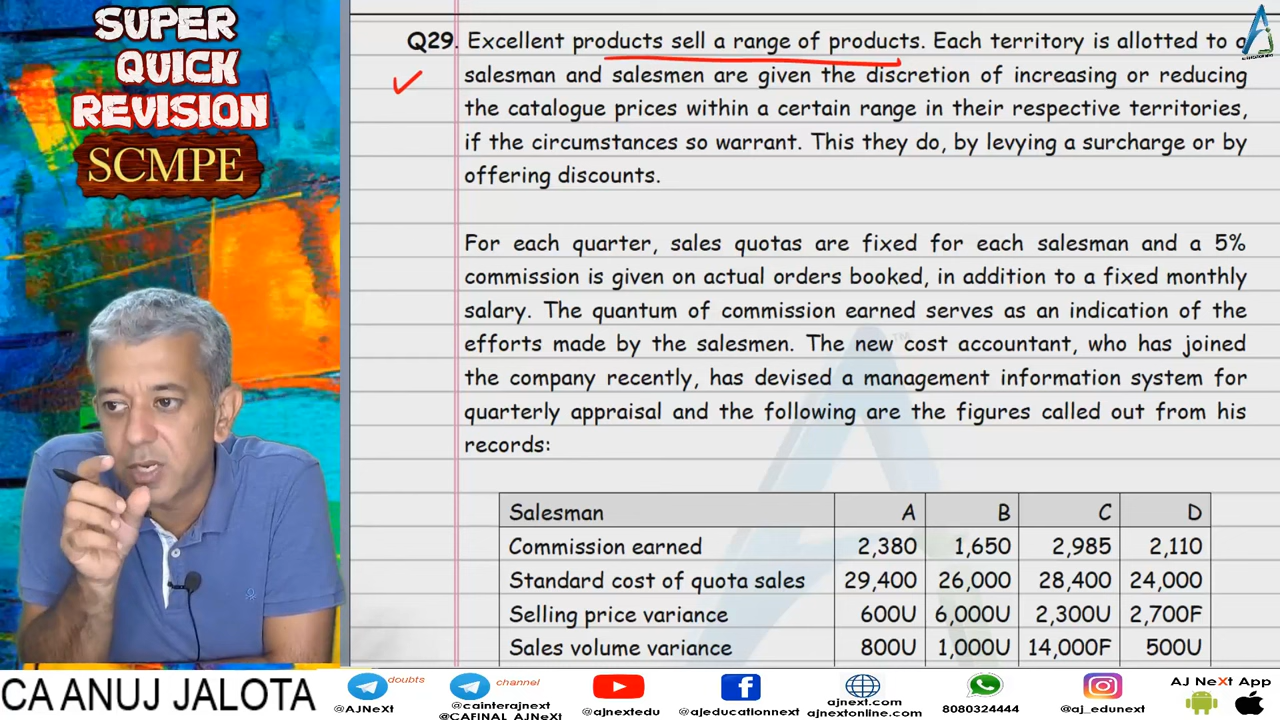 SUPER
QUICK
REVISION
SCMPE
Q29. Excellent products sell a range of products. Each territory is allotted to a
salesman and salesmen are given the discretion of increasing or reducing
the catalogue prices within a certain range in their respective territories,
if the circumstances so warrant. This they do, by levying a surcharge or by
offering discounts.
For each quarter, sales quotas are fixed for each salesman and a 5%
commission is given on actual orders booked, in addition to a fixed monthly
salary. The quantum of commission earned serves as an indication of the
efforts made by the salesmen. The new cost accountant, who has joined
the company recently, has devised a management information system for
quarterly appraisal and the following are the figures called out from his
records:
Salesman A B C D
Commission earned 2,380 1,650 2,985 2,110
Standard cost of quota sales 29,400 26,000 28,400 24,000
Selling price variance 600U 6,000U 2,300U 2,700F
Sales volume variance 800U 1,000U 14,000F 500U
CA ANUJ JALOTA
doubts
@AJNeXt
channel
@cainterajnext
@CAFINAL_AJNeXt
@ajnextedu
@ajeducationnext
ajnext.com
ajnextonline.com
8080324444
@aj_edunext
AJ NeXt App